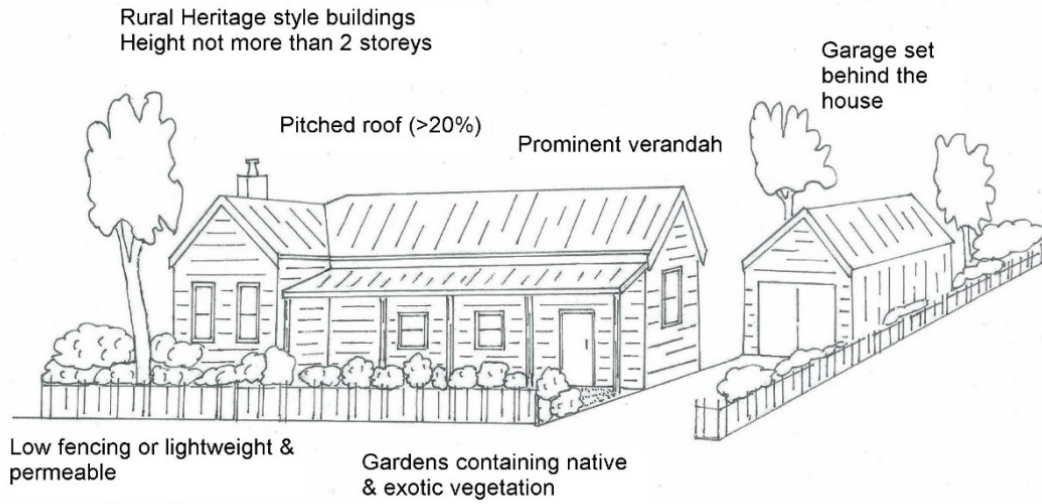 Rural Heritage style buildings
Height not more than 2 storeys
Garage set
behind the
house
Pitched roof (>20%)
Prominent verandah
Low fencing or lightweight &
permeable
Gardens containing native
& exotic vegetation